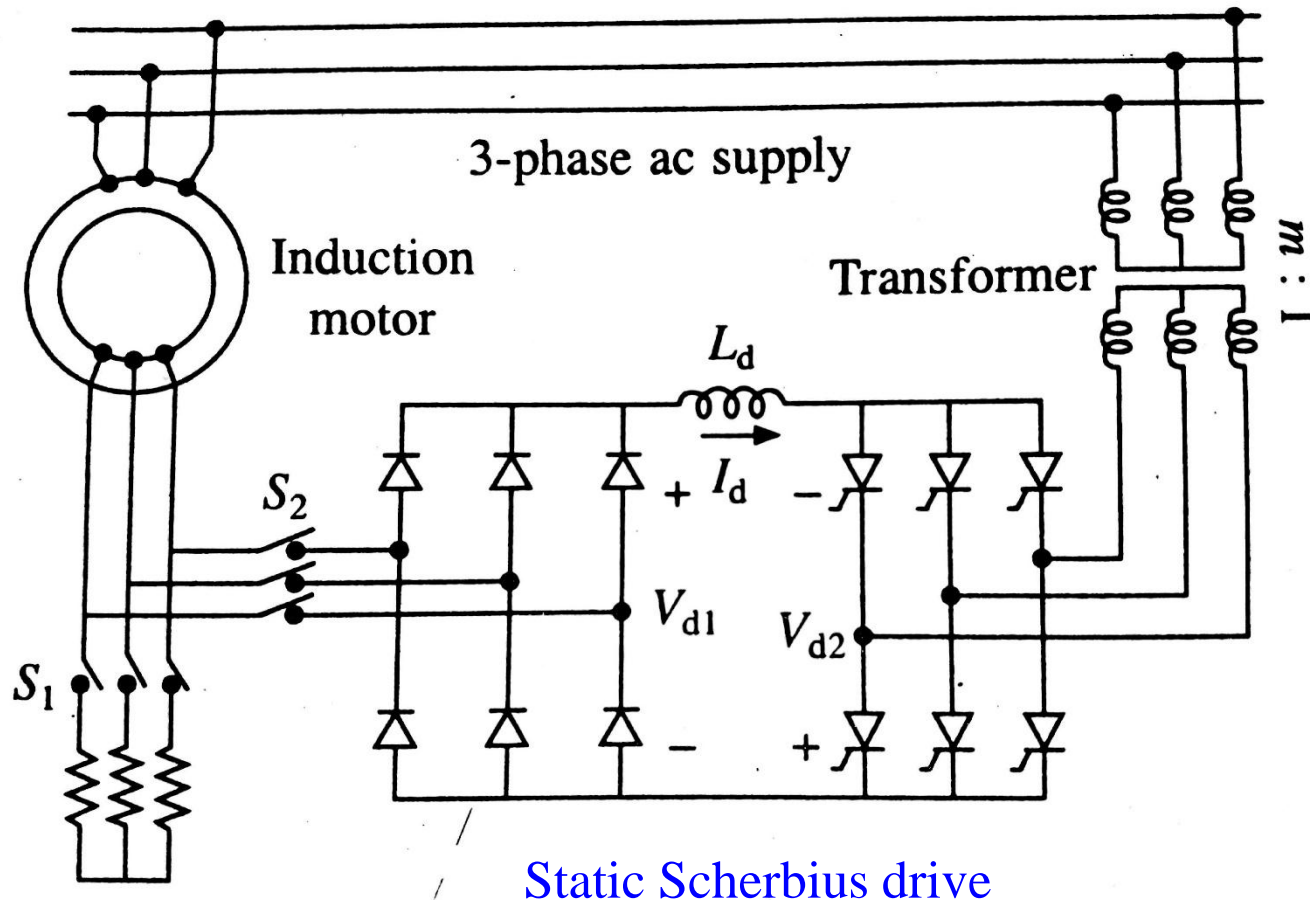 3-phase ac supply
Induction
motor
Transformer
m : 1
L_d
I_d
+
-
S_2
V_d1
V_d2
S_1
-
+
Static Scherbius drive